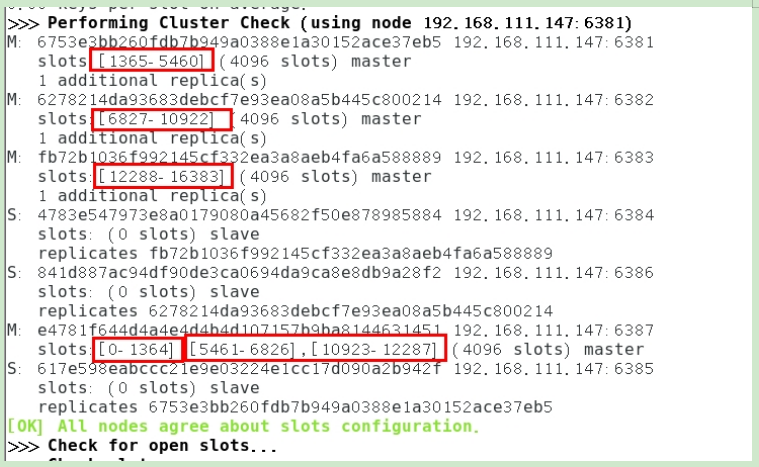 >>> Performing Cluster Check (using node 192.168.111.147:6381)
M: 6753e3bb260fdb7b949a0388e1a30152ace37eb5 192.168.111.147:6381
slots:[1365-5460] (4096 slots) master
1 additional replica(s)
M: 6278214da93683debcf7e93ea08a5b445c800214 192.168.111.147:6382
slots:[6827-10922] (4096 slots) master
1 additional replica(s)
M: fb72b1036f992145cf332ea3a8aeb4fa6a588889 192.168.111.147:6383
slots:[12288-16383] (4096 slots) master
1 additional replica(s)
S: 4783e547973e8a0179080a45682f50e878985884 192.168.111.147:6384
slots: (0 slots) slave
replicates fb72b1036f992145cf332ea3a8aeb4fa6a588889
S: 841d887ac94df90de3ca0694da9ca8e8db9a28f2 192.168.111.147:6386
slots: (0 slots) slave
replicates 6278214da93683debcf7e93ea08a5b445c800214
M: e4781f644d4a4e4d4b4d107157b9ba8144631451 192.168.111.147:6387
slots:[0-1364],[5461-6826],[10923-12287] (4096 slots) master
S: 617e598eabccc21e9e03224e1cc17d090a2b942f 192.168.111.147:6385
slots: (0 slots) slave
replicates 6753e3bb260fdb7b949a0388e1a30152ace37eb5
[OK] All nodes agree about slots configuration.
>>> Check for open slots...